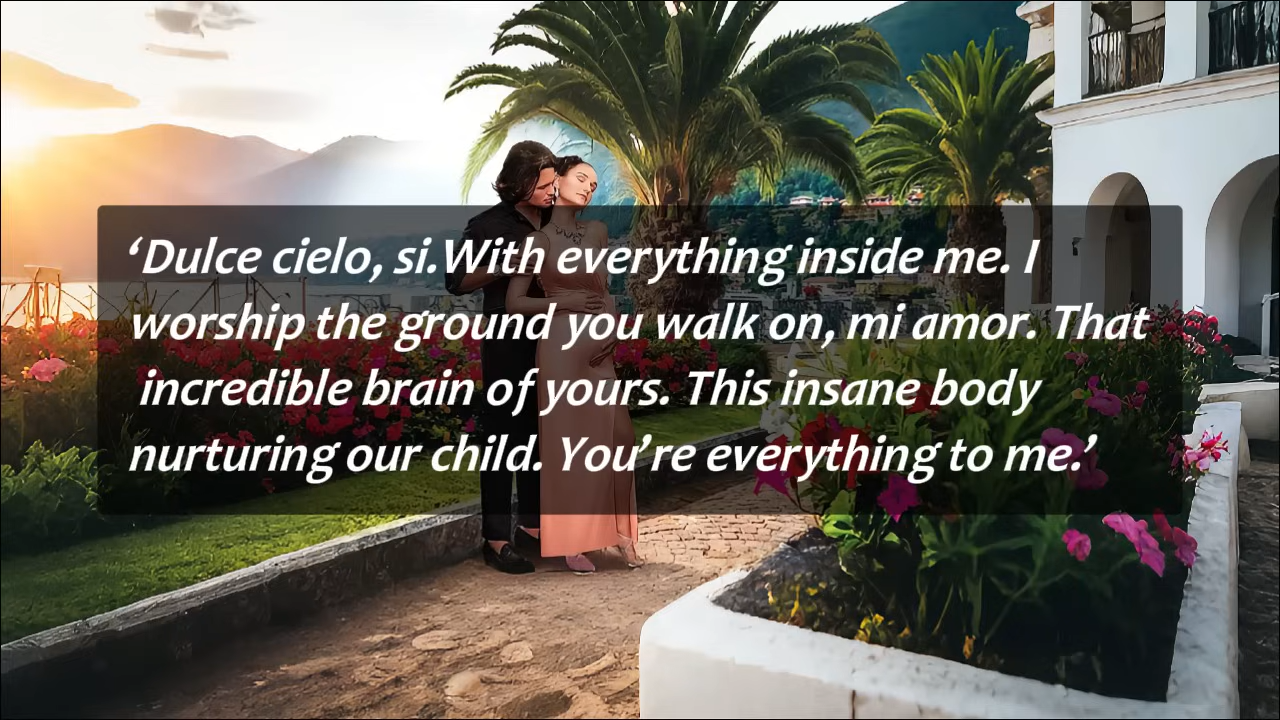 ‘Dulce cielo, si.With everything inside me. I
worship the ground you walk on, mi amor. That
incredible brain of yours. This insane body
nurturing our child. You’re everything to me.’